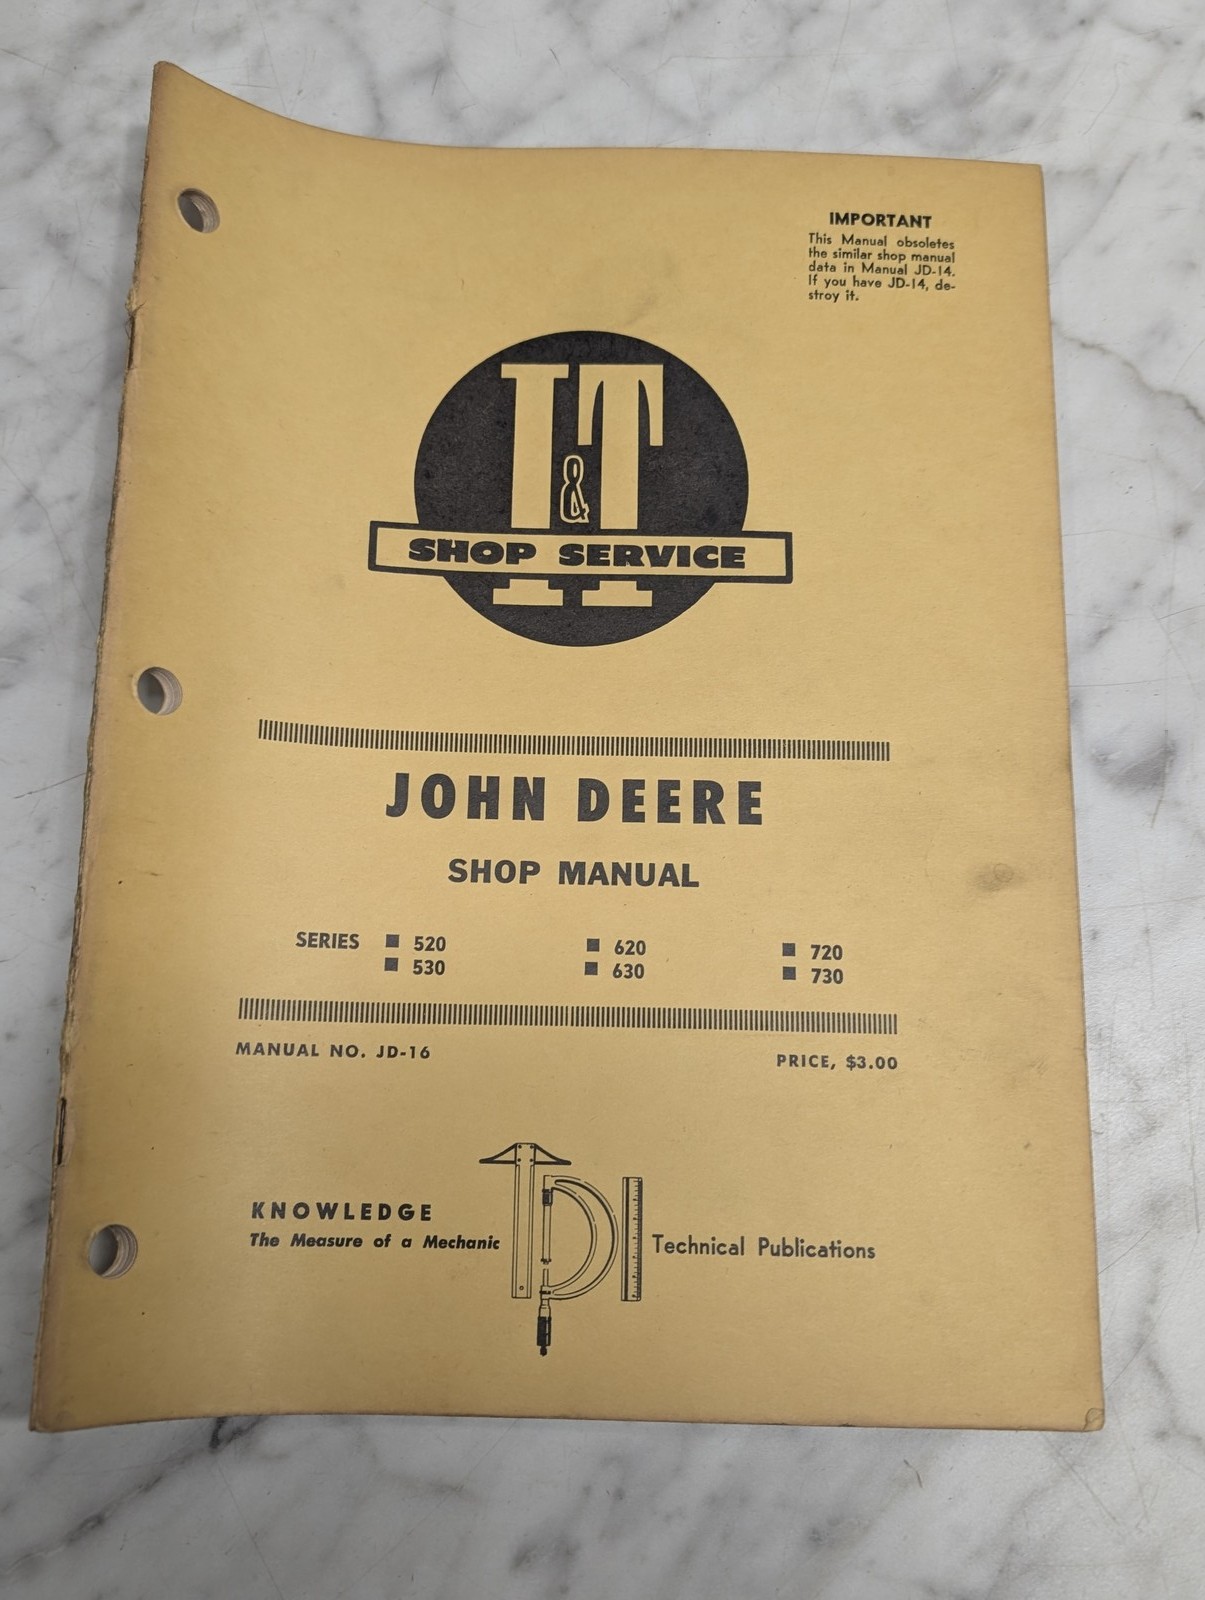 IMPORTANT
This Manual obsoletes
the similar shop manual
data in Manual JD-14.
If you have JD-14, de-
stroy it.
I&T
SHOP SERVICE
JOHN DEERE
SHOP MANUAL
SERIES ■ 520 ■ 620 ■ 720
■ 530 ■ 630 ■ 730
MANUAL NO. JD-16 PRICE, $3.00
KNOWLEDGE
The Measure of a Mechanic
Technical Publications